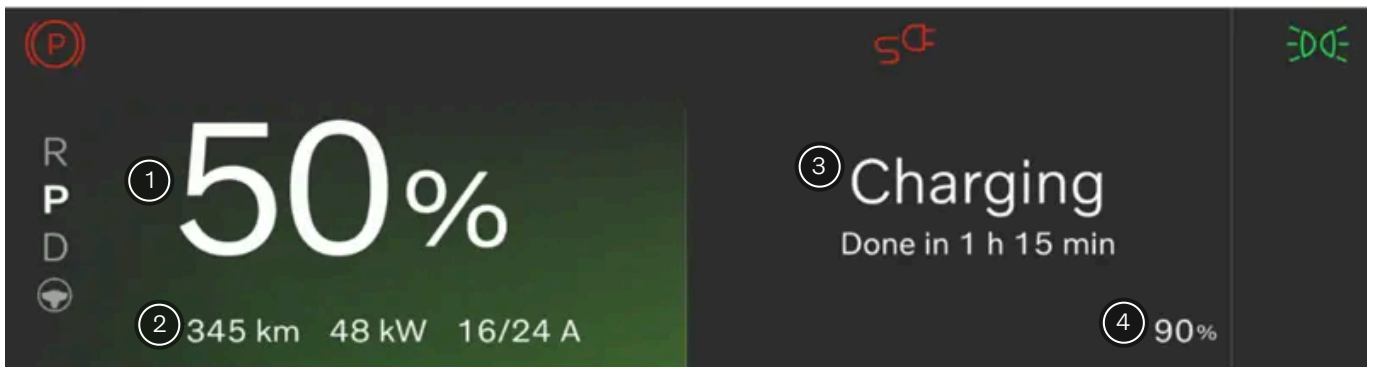 P
R
P
D
1 50%
2 345 km 48 kW 16/24 A
3 Charging
Done in 1 h 15 min
4 90%